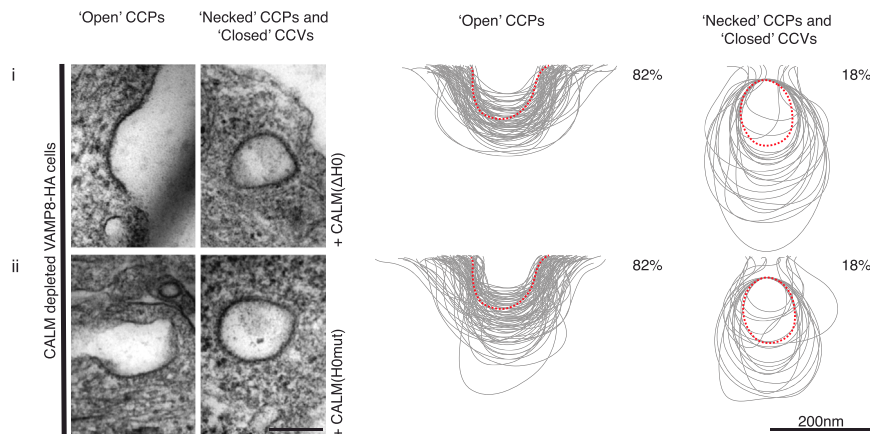 ‘Open’ CCPs
‘Necked’ CCPs and
‘Closed’ CCVs
‘Open’ CCPs
‘Necked’ CCPs and
‘Closed’ CCVs
i
82%
18%
+ CALM(ΔH0)
CALM depleted VAMP8-HA cells
ii
82%
18%
+ CALM(H0mut)
200nm